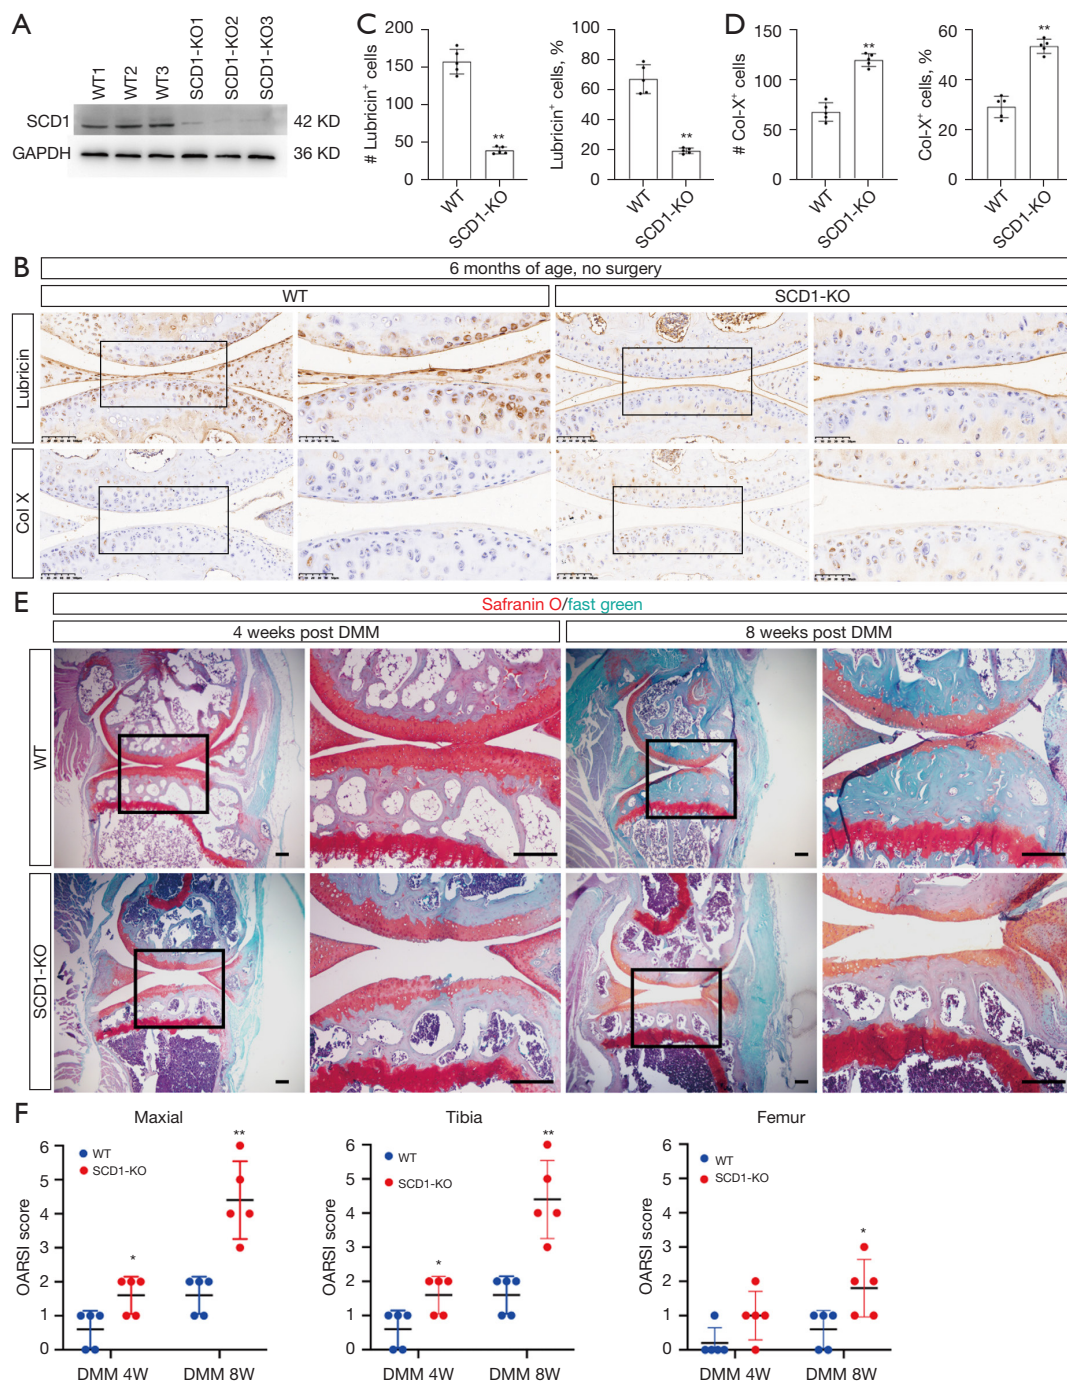 A
WT1
WT2
WT3
SCD1-KO1
SCD1-KO2
SCD1-KO3
SCD1
42 KD
GAPDH
36 KD
C
# Lubricin+ cells
200
150
100
50
0
**
WT
SCD1-KO
Lubricin+ cells, %
100
80
60
40
20
0
**
WT
SCD1-KO
D
# Col-X+ cells
200
150
100
50
0
**
WT
SCD1-KO
Col-X+ cells, %
60
40
20
0
**
WT
SCD1-KO
B
6 months of age, no surgery
WT
SCD1-KO
Lubricin
Col X
E
Safranin O/fast green
4 weeks post DMM
8 weeks post DMM
WT
SCD1-KO
F
Maxial
OARSI score
6
5
4
3
2
1
0
WT
SCD1-KO
*
**
DMM 4W
DMM 8W
Tibia
OARSI score
6
5
4
3
2
1
0
WT
SCD1-KO
*
**
DMM 4W
DMM 8W
Femur
OARSI score
6
5
4
3
2
1
0
WT
SCD1-KO
*
DMM 4W
DMM 8W